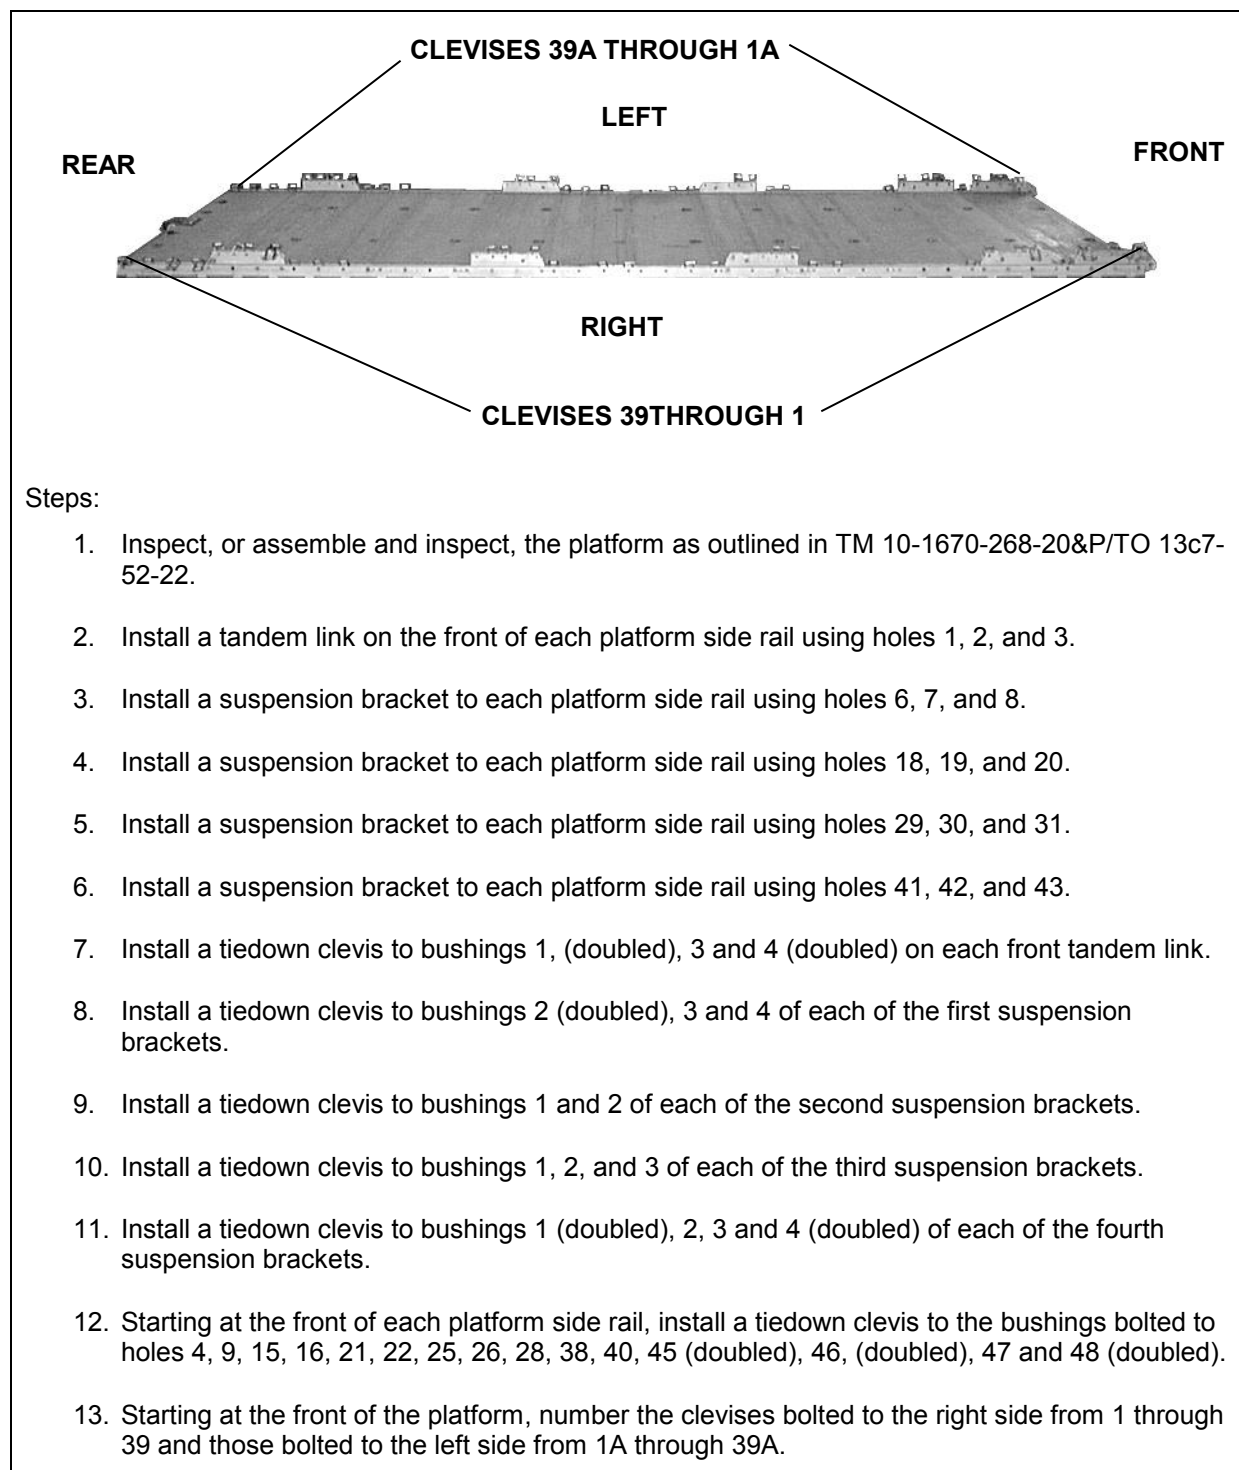 CLEVISES 39A THROUGH 1A
LEFT
REAR
FRONT
RIGHT
CLEVISES 39THROUGH 1
Steps:
1. Inspect, or assemble and inspect, the platform as outlined in TM 10-1670-268-20&P/TO 13c7-
52-22.
2. Install a tandem link on the front of each platform side rail using holes 1, 2, and 3.
3. Install a suspension bracket to each platform side rail using holes 6, 7, and 8.
4. Install a suspension bracket to each platform side rail using holes 18, 19, and 20.
5. Install a suspension bracket to each platform side rail using holes 29, 30, and 31.
6. Install a suspension bracket to each platform side rail using holes 41, 42, and 43.
7. Install a tiedown clevis to bushings 1, (doubled), 3 and 4 (doubled) on each front tandem link.
8. Install a tiedown clevis to bushings 2 (doubled), 3 and 4 of each of the first suspension
brackets.
9. Install a tiedown clevis to bushings 1 and 2 of each of the second suspension brackets.
10. Install a tiedown clevis to bushings 1, 2, and 3 of each of the third suspension brackets.
11. Install a tiedown clevis to bushings 1 (doubled), 2, 3 and 4 (doubled) of each of the fourth
suspension brackets.
12. Starting at the front of each platform side rail, install a tiedown clevis to the bushings bolted to
holes 4, 9, 15, 16, 21, 22, 25, 26, 28, 38, 40, 45 (doubled), 46, (doubled), 47 and 48 (doubled).
13. Starting at the front of the platform, number the clevises bolted to the right side from 1 through
39 and those bolted to the left side from 1A through 39A.